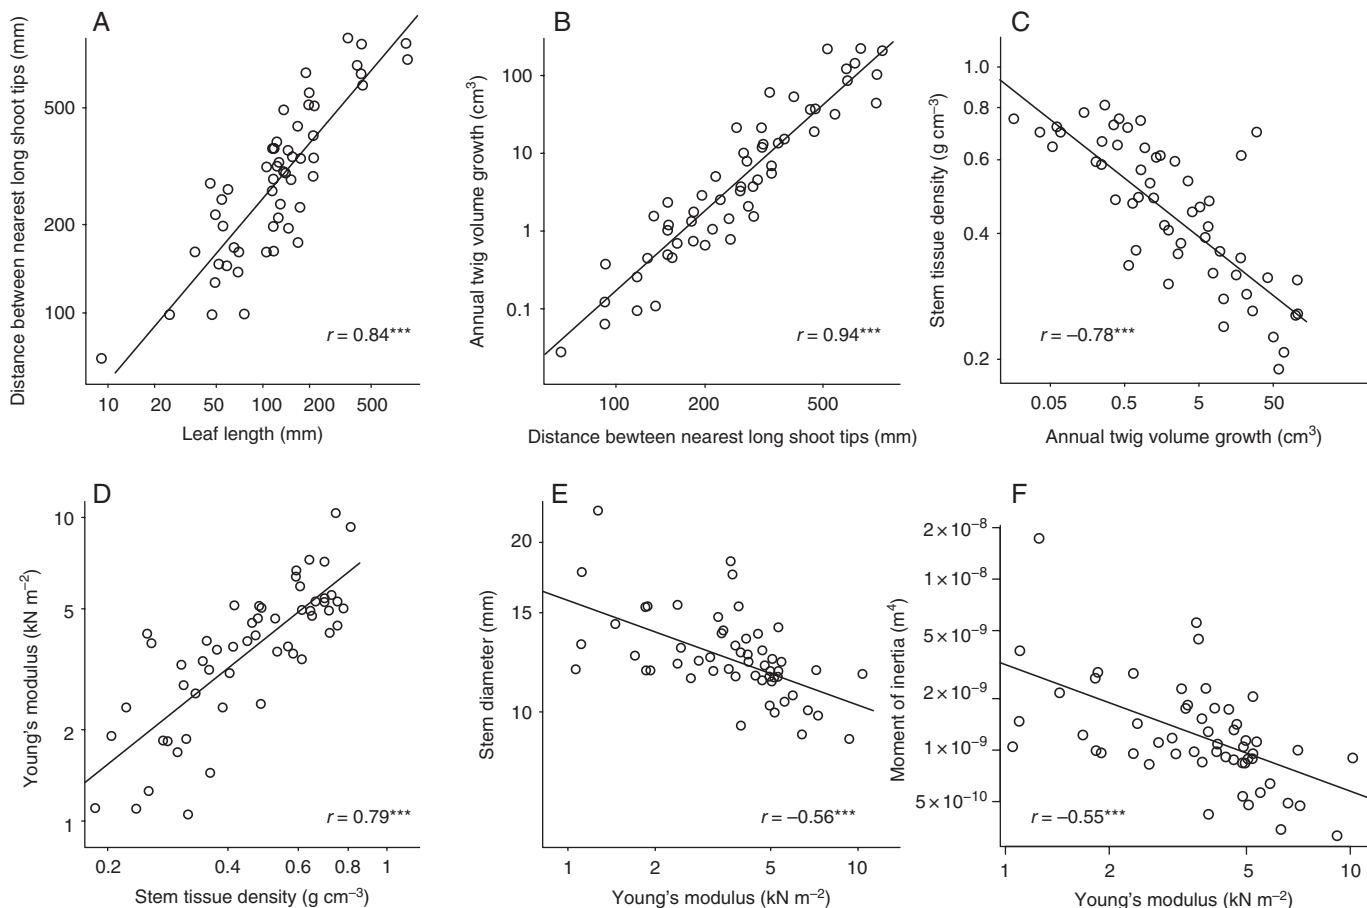 A
Distance between nearest long shoot tips (mm)
500
200
100
r = 0.84***
10 20 50 100 200 500
Leaf length (mm)
B
Annual twig volume growth (cm³)
100
10
1
0.1
r = 0.94***
100 200 500
Distance bewteen nearest long shoot tips (mm)
C
Stem tissue density (g cm⁻³)
1.0
0.8
0.6
0.4
0.2
r = –0.78***
0.05 0.5 5 50
Annual twig volume growth (cm³)
D
Young's modulus (kN m⁻²)
10
5
2
1
r = 0.79***
0.2 0.4 0.6 0.8 1
Stem tissue density (g cm⁻³)
E
Stem diameter (mm)
20
15
10
r = –0.56***
1 2 5 10
Young's modulus (kN m⁻²)
F
Moment of inertia (m⁴)
2×10⁻⁸
1×10⁻⁸
5×10⁻⁹
2×10⁻⁹
1×10⁻⁹
5×10⁻¹⁰
r = –0.55***
1 2 5 10
Young's modulus (kN m⁻²)